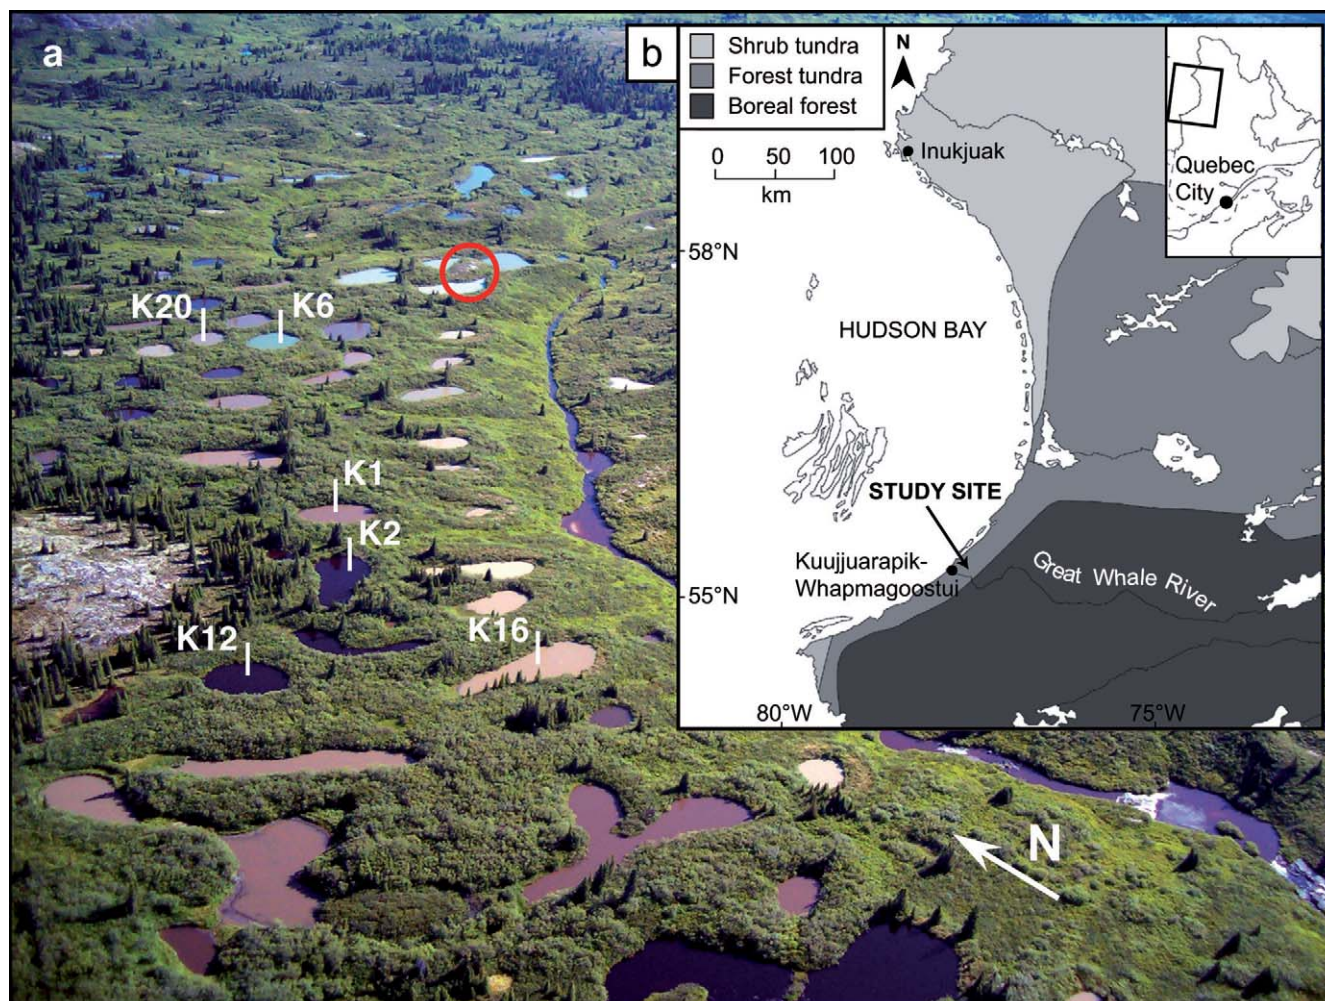 a
K20
K6
K1
K2
K12
K16
N
b
Shrub tundra
Forest tundra
Boreal forest
N
0 50 100
km
Inukjuak
Quebec
City
58°N
HUDSON BAY
STUDY SITE
Kuujjuarapik-
Whapmagoostui
Great Whale River
55°N
80°W
75°W